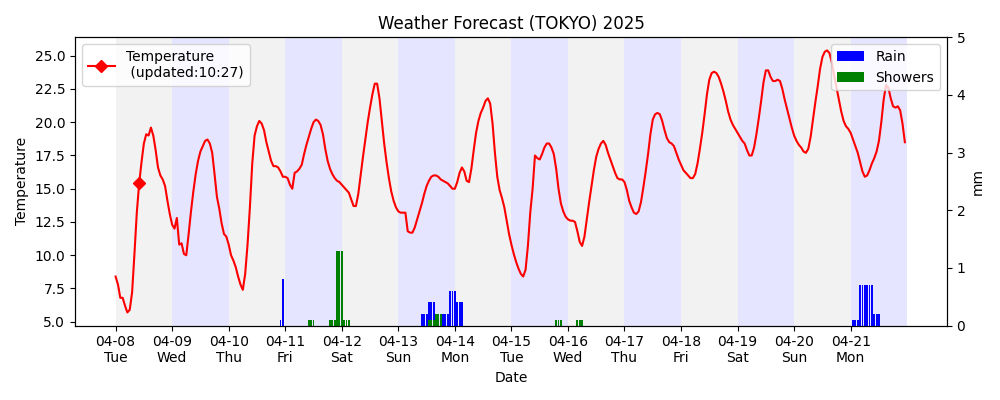 Weather Forecast (TOKYO) 2025
Temperature
(updated:10:27)
Rain
Showers
25.0
22.5
20.0
17.5
15.0
12.5
10.0
7.5
5.0
Temperature
5
4
3
2
1
0
mm
04-08 04-09 04-10 04-11 04-12 04-13 04-14 04-15 04-16 04-17 04-18 04-19 04-20 04-21
Tue Wed Thu Fri Sat Sun Mon Tue Wed Thu Fri Sat Sun Mon
Date